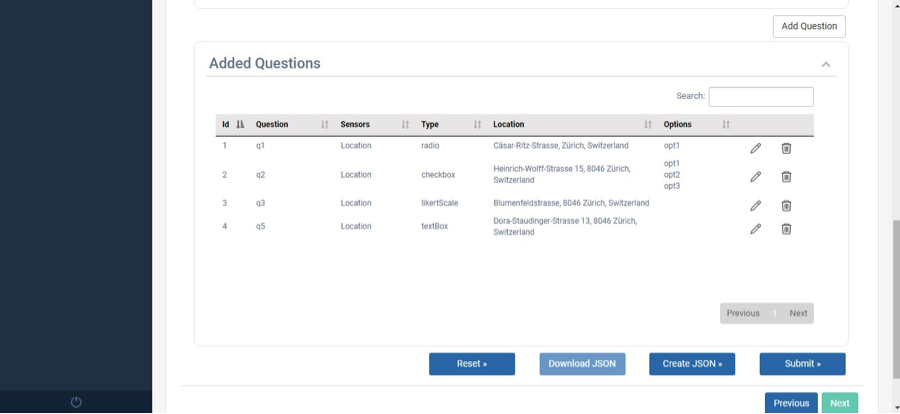 Add Question
Added Questions
Search:
Id Question Sensors Type Location Options
1 q1 Location radio Cäsar-Ritz-Strasse, Zürich, Switzerland opt1
2 q2 Location checkbox Heinrich-Wolff-Strasse 15, 8046 Zürich, Switzerland opt1
opt2
opt3
3 q3 Location likertScale Blumenfeldstrasse, 8046 Zürich, Switzerland
4 q5 Location textBox Dora-Staudinger-Strasse 13, 8046 Zürich, Switzerland
Previous 1 Next
Reset » Download JSON Create JSON » Submit »
Previous Next